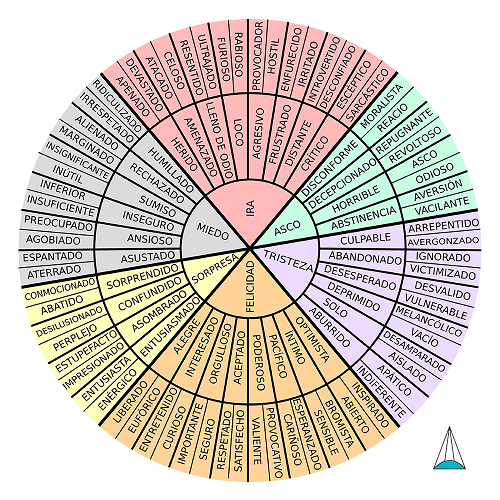 IRA
ASCO
TRISTEZA
FELICIDAD
SORPRESA
MIEDO
HERIDO
AMENAZADO
LLENO DE ODIO
LOCO
AGRESIVO
FRUSTRADO
DISTANTE
CRÍTICO
DISCONFORME
DECEPCIONADO
HORRIBLE
ABSTINENCIA
CULPABLE
ABANDONADO
DESESPERADO
DEPRIMIDO
SOLO
ABURRIDO
OPTIMISTA
ÍNTIMO
PACÍFICO
PODEROSO
ACEPTADO
ORGULLOSO
INTERESADO
ALEGRE
ENTUSIASMADO
ASOMBRADO
CONFUNDIDO
SORPRENDIDO
ASUSTADO
ANSIOSO
INSEGURO
SUMISO
RECHAZADO
HUMILLADO
APENADO
DEVASTADO
ATACADO
CELOSO
RESENTIDO
ULTRAJADO
FURIOSO
RABIOSO
PROVOCADOR
HOSTIL
ENFURECIDO
IRRITADO
INTROVERTIDO
DESCONFIADO
ESCÉPTICO
SARCÁSTICO
MORALISTA
REACIO
REPUGNANTE
REVOLTOSO
ASCO
ODIOSO
AVERSIÓN
VACILANTE
ARREPENTIDO
AVERGONZADO
IGNORADO
VICTIMIZADO
DESVALIDO
VULNERABLE
MELANCÓLICO
VACÍO
DESAMPARADO
AISLADO
APÁTICO
INDIFERENTE
INSPIRADO
ABIERTO
BROMISTA
SENSIBLE
ESPERANZADO
CARIÑOSO
PROVOCATIVO
VALIENTE
SATISFECHO
RESPETADO
SEGURO
IMPORTANTE
CURIOSO
ENTRETENIDO
EUFÓRICO
LIBERADO
ENÉRGICO
ENTUSIASTA
IMPRESIONADO
ESTUPEFACTO
PERPLEJO
DESILUSIONADO
ABATIDO
CONMOCIONADO
ATERRADO
ESPANTADO
AGOBIADO
PREOCUPADO
INSUFICIENTE
INFERIOR
INÚTIL
INSIGNIFICANTE
MARGINADO
ALIENADO
IRRESPETADO
RIDICULIZADO